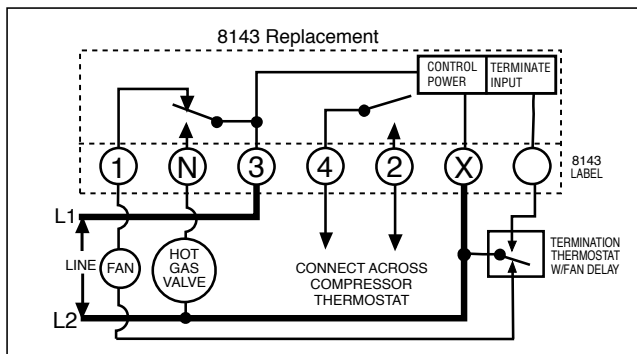 8143 Replacement
CONTROL POWER
TERMINATE INPUT
1
N
3
4
2
X
8143 LABEL
L1
LINE
FAN
HOT GAS VALVE
CONNECT ACROSS
COMPRESSOR
THERMOSTAT
TERMINATION
THERMOSTAT
W/FAN DELAY
L2